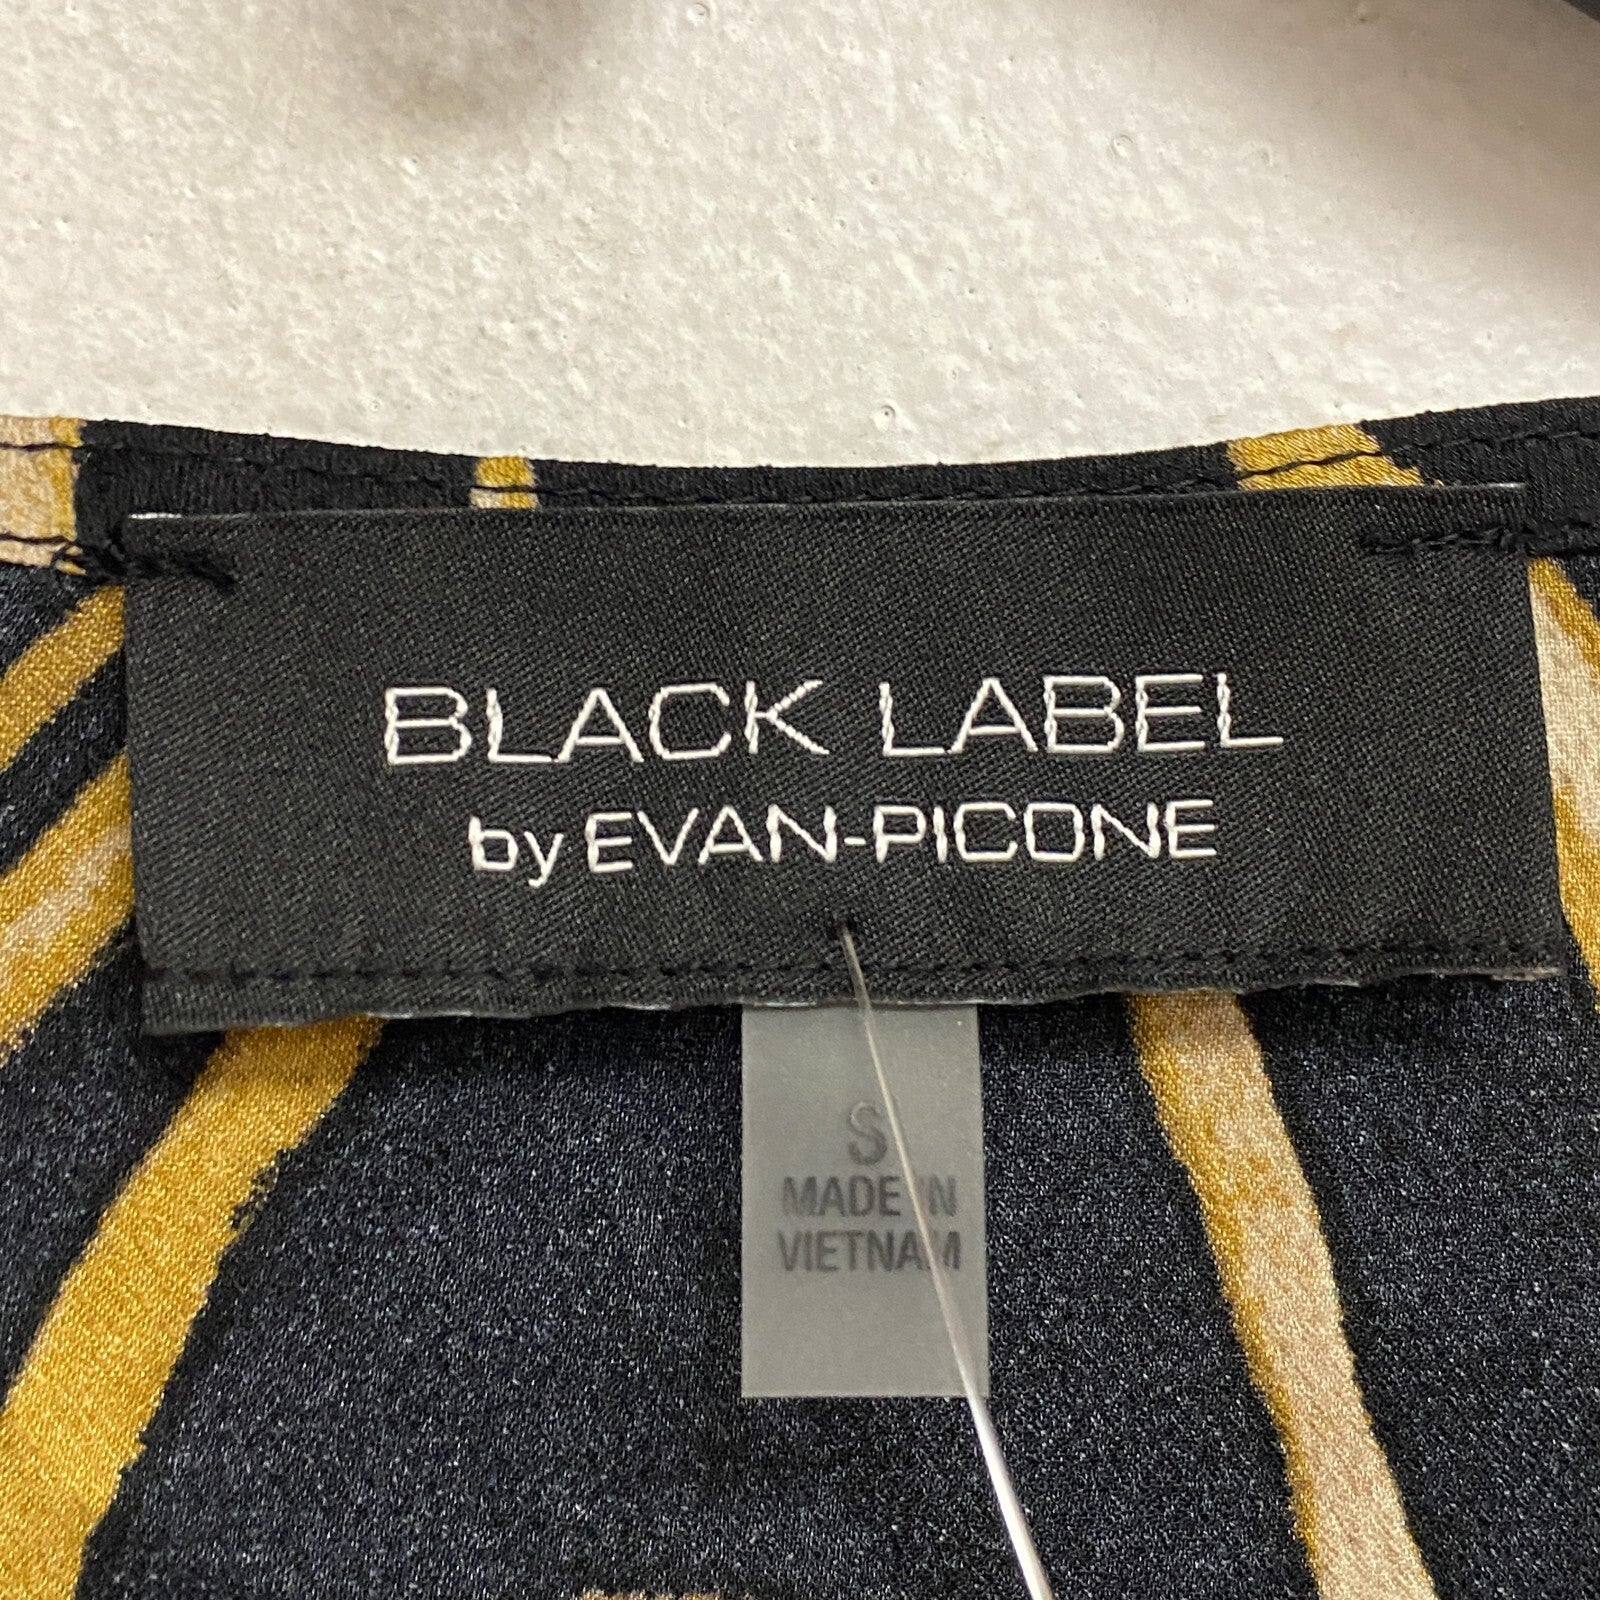 BLACK LABEL
by EVAN-PICONE
S
MADE IN
VIETNAM